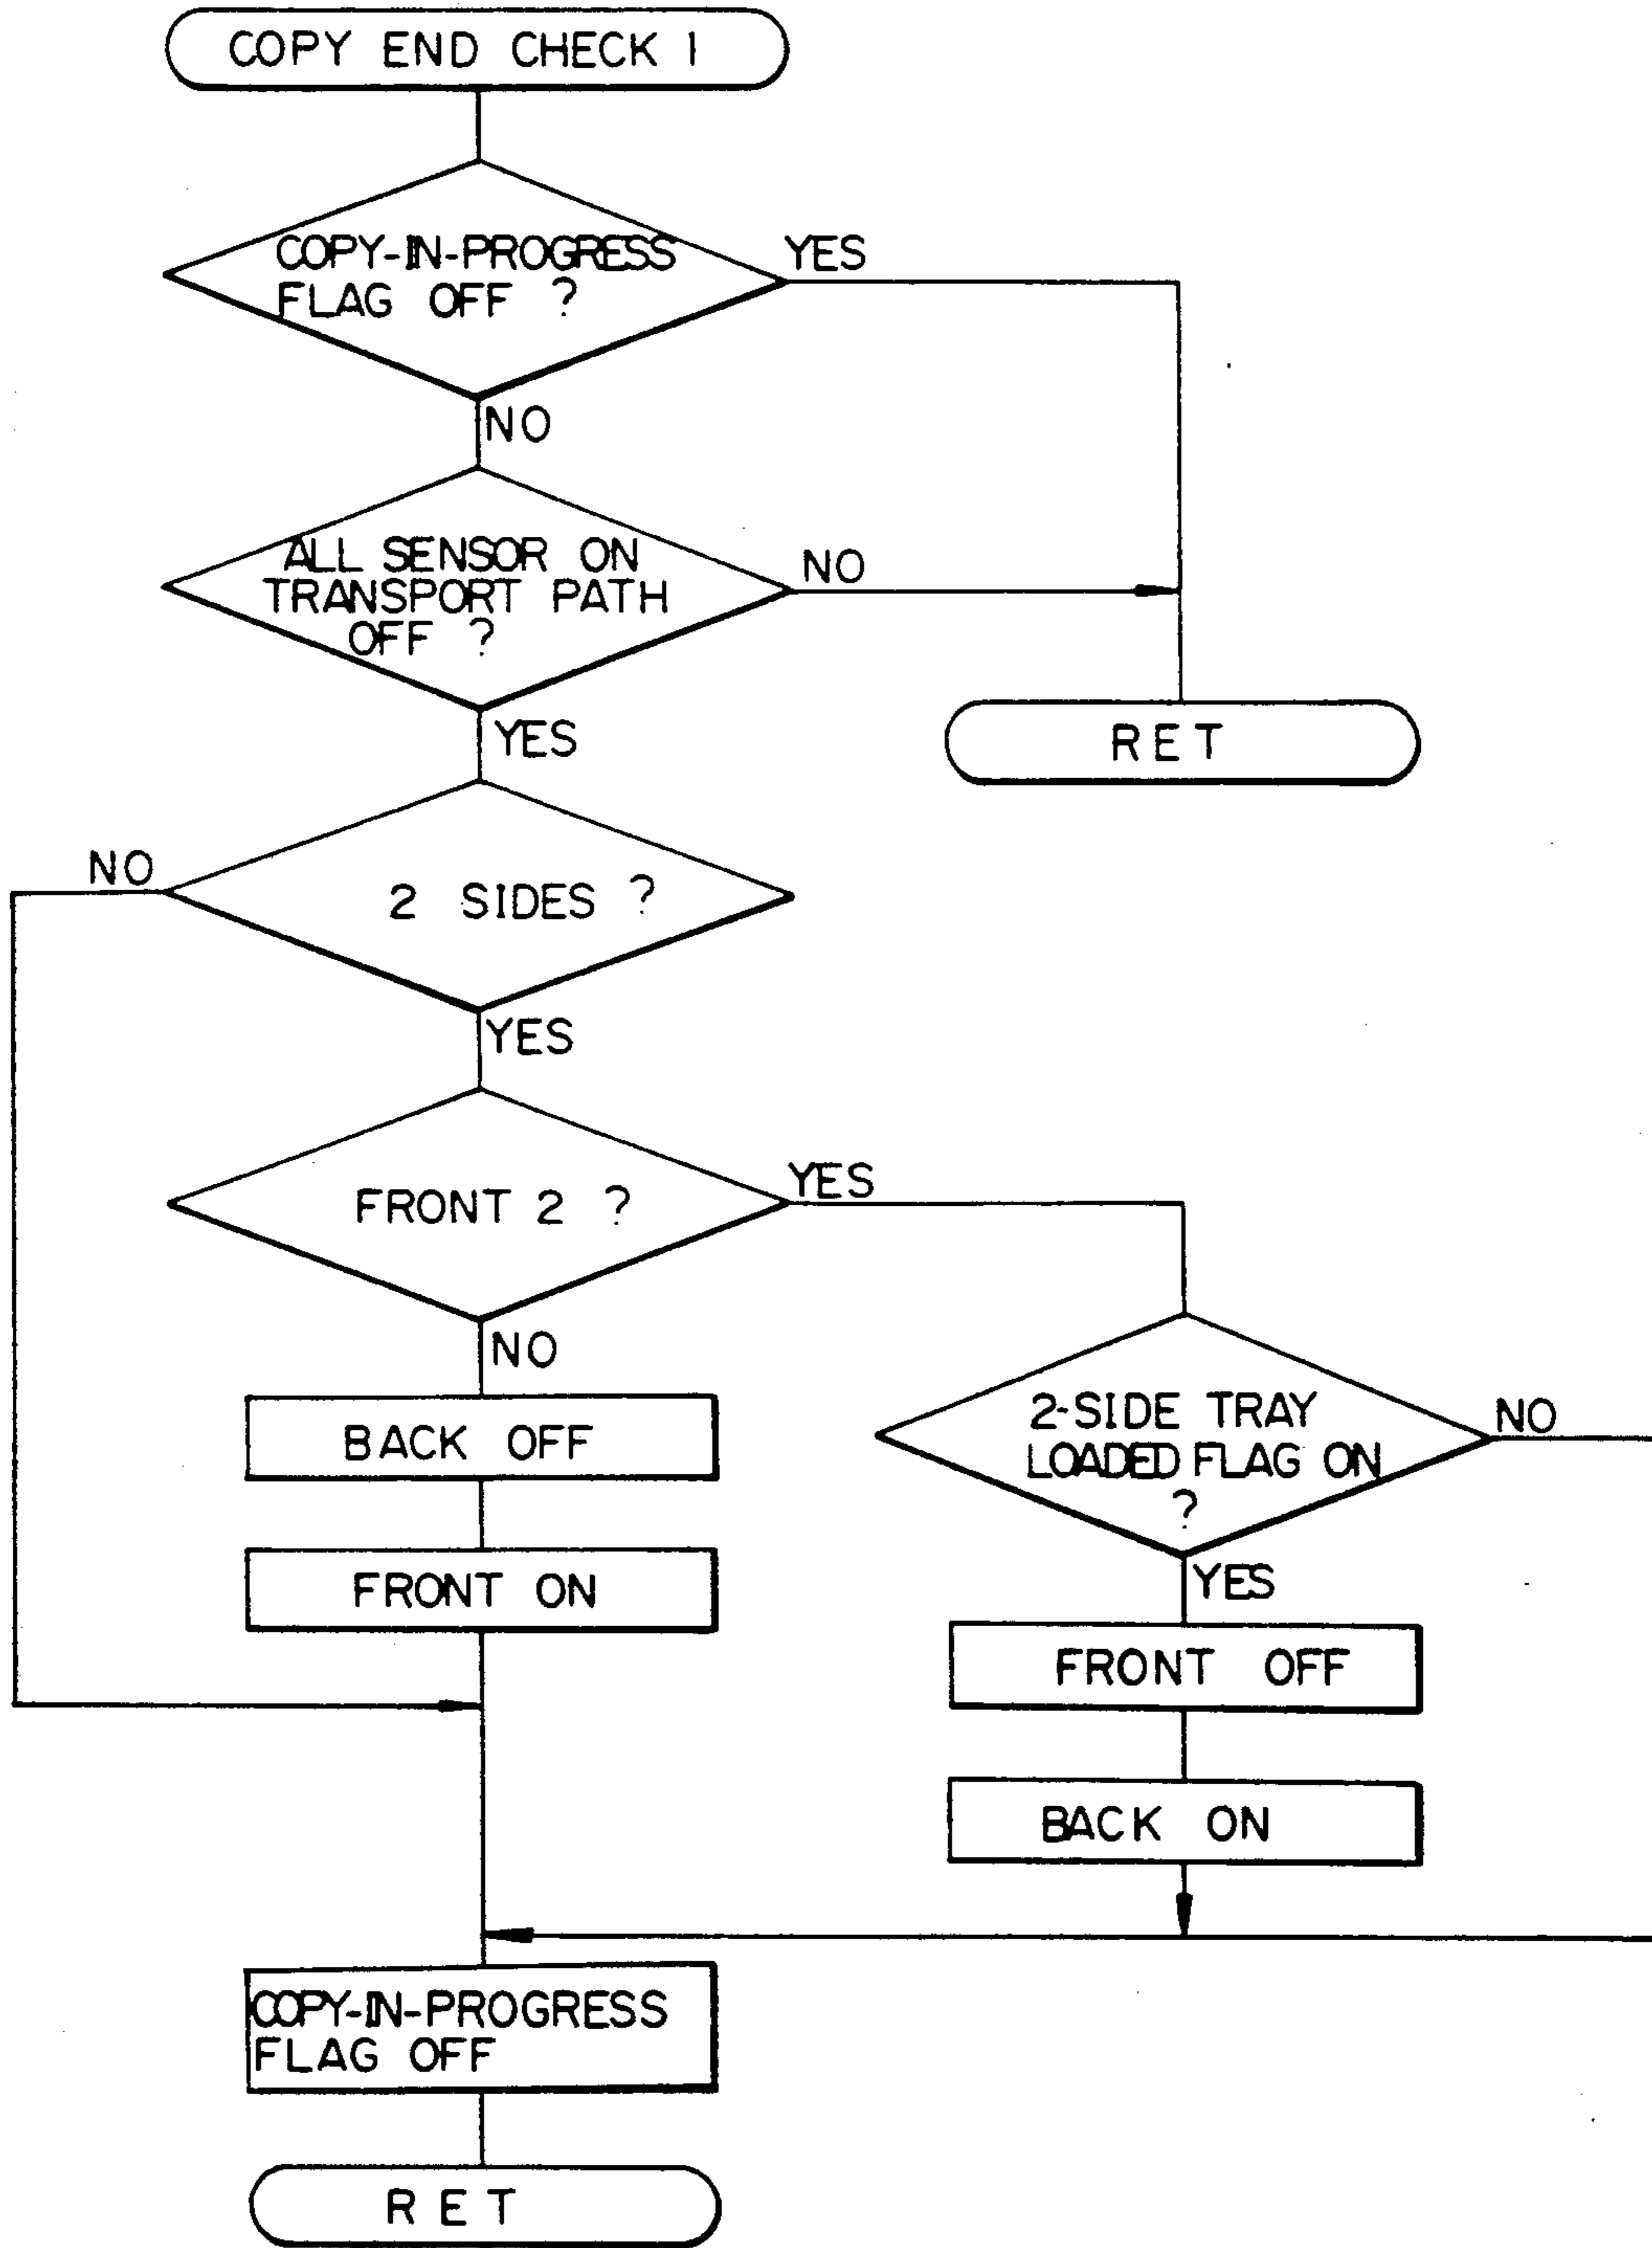 COPY END CHECK 1
COPY-IN-PROGRESS
FLAG OFF ?
YES
NO
ALL SENSOR ON
TRANSPORT PATH
OFF ?
NO
YES
RET
2 SIDES ?
NO
YES
FRONT 2 ?
YES
NO
BACK OFF
FRONT ON
2-SIDE TRAY
LOADED FLAG ON
?
NO
YES
FRONT OFF
BACK ON
COPY-IN-PROGRESS
FLAG OFF
RET